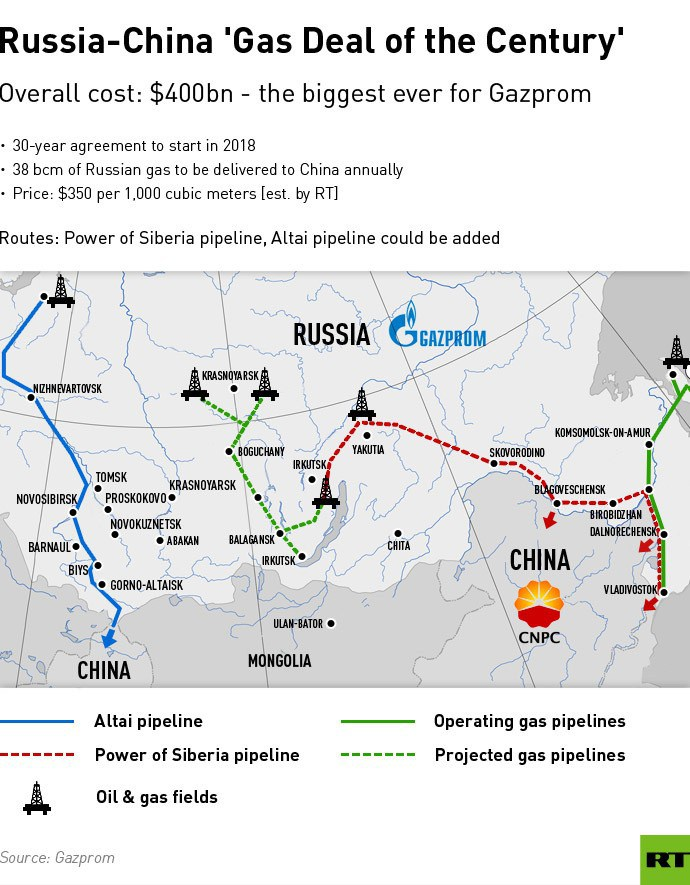 Russia-China 'Gas Deal of the Century'
Overall cost: $400bn - the biggest ever for Gazprom
· 30-year agreement to start in 2018
· 38 bcm of Russian gas to be delivered to China annually
· Price: $350 per 1,000 cubic meters [est. by RT]
Routes: Power of Siberia pipeline, Altai pipeline could be added
RUSSIA
GAZPROM
KRASNOYARSK
NIZHNEVARTOVSK
KOMSOMOLSK-ON-AMUR
YAKUTIA
BOGUCHANY
SKOVORODINO
IRKUTSK
TOMSK
KRASNOYARSK
BLAGOVESCHENSK
NOVOSIBIRSK
PROSKOKOVO
BIROBIDZHAN
NOVOKUZNETSK
DALNORECHENSK
BARNAUL
ABAKAN
BALAGANSK
CHITA
IRKUTSK
CHINA
BIYS
GORNO-ALTAISK
VLADIVOSTOK
ULAN-BATOR
CNPC
MONGOLIA
CHINA
Altai pipeline
Operating gas pipelines
Power of Siberia pipeline
Projected gas pipelines
Oil & gas fields
Source: Gazprom
RT